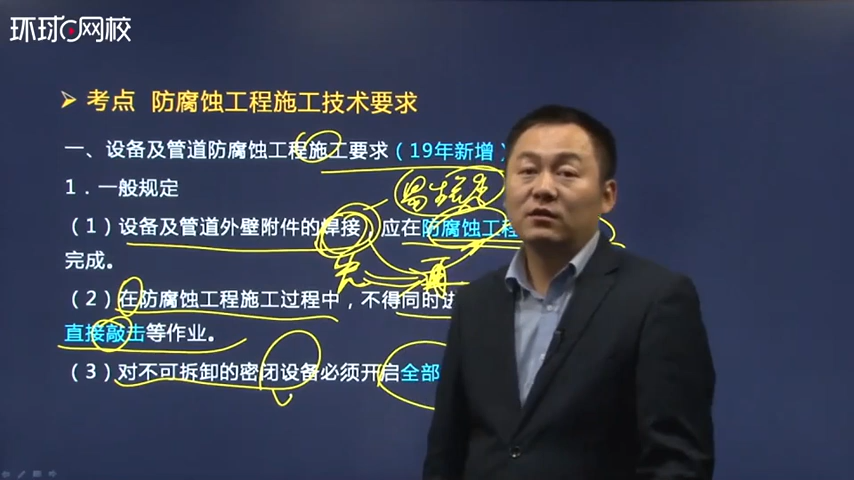 环球网校
考点 防腐蚀工程施工技术要求
一、设备及管道防腐蚀工程施工要求（19年新增）
1．一般规定
（1）设备及管道外壁附件的焊接，应在防腐蚀工程
完成。
（2）在防腐蚀工程施工过程中，不得同时进
直接敲击等作业。
（3）对不可拆卸的密闭设备必须开启全部